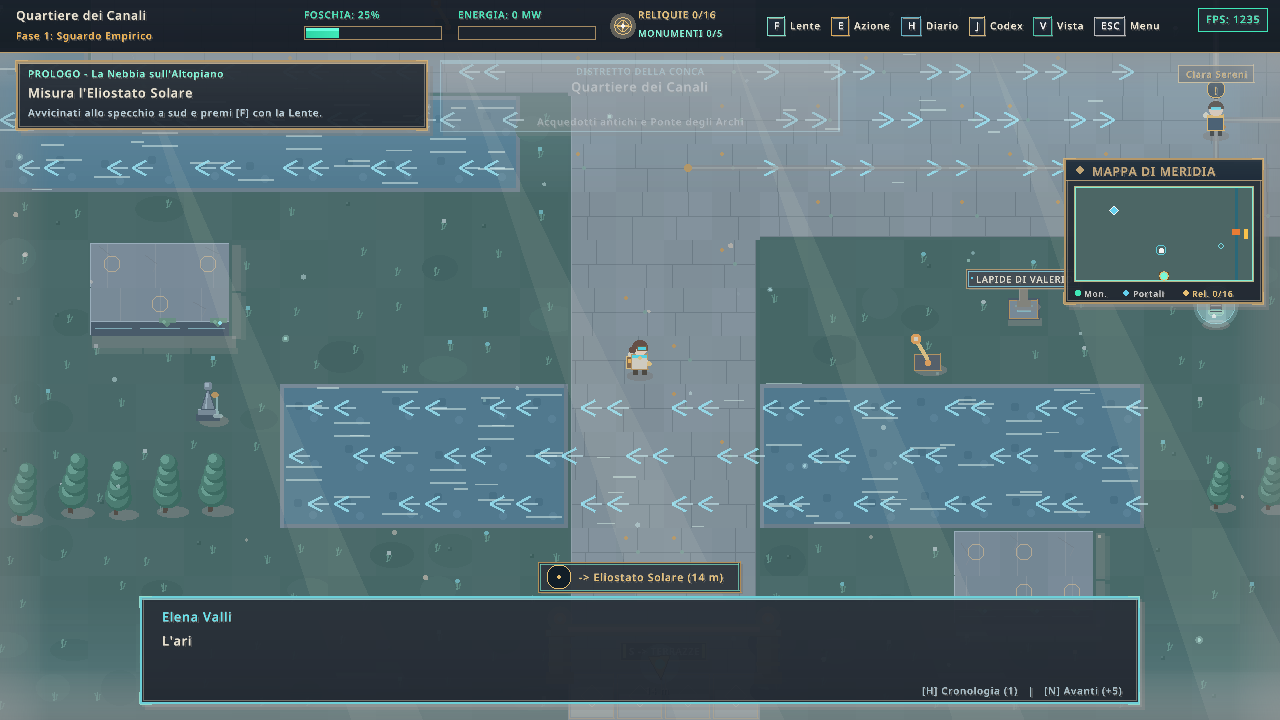 Quartiere dei Canali
Fase 1: Sguardo Empirico
FOSCHIA: 25%
ENERGIA: 0 MW
RELIQUIE 0/16
MONUMENTI 0/5
F Lente
E Azione
H Diario
J Codex
V Vista
ESC Menu
FPS: 1235
PROLOGO - La Nebbia sull'Altopiano
Misura l'Eliostato Solare
Avvicinati allo specchio a sud e premi [F] con la Lente.
DISTRETTO DELLA CONCA
Quartiere dei Canali
Acquedotti antichi e Ponte degli Archi
Clara Sereni
!
MAPPA DI MERIDIA
Mon.
Portali
Rel. 0/16
LAPIDE DI VALERI
-> Eliostato Solare (14 m)
Elena Valli
L'ari
[H] Cronologia (1) | [N] Avanti (+5)